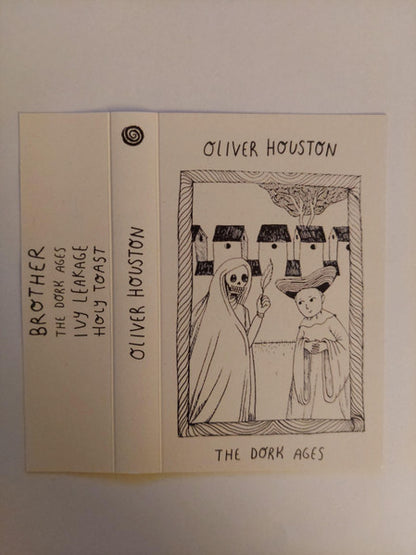 BROTHER
THE DORK AGES
IVY LEAKAGE
HOLY TOAST
OLIVER HOUSTON
OLIVER HOUSTON
THE DORK AGES